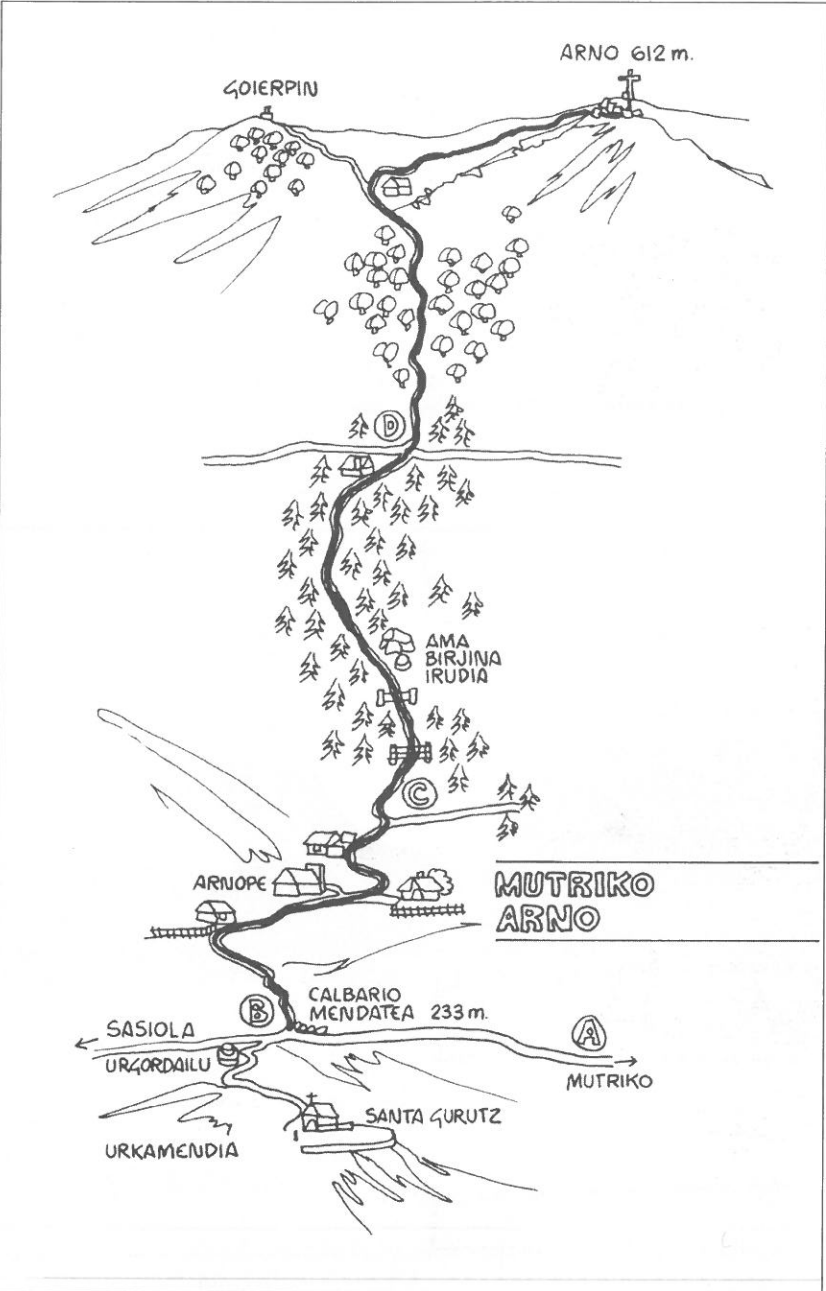 ARNO 612 m.
GOIERPIN
D
AMA
BIRJINA
IRUDIA
C
ARNOPE
MUTRIKO
ARNO
B
CALBARIO
MENDATEA 233 m.
SASIOLA
A
URGORDAILU
MUTRIKO
SANTA GURUTZ
URKAMENDIA